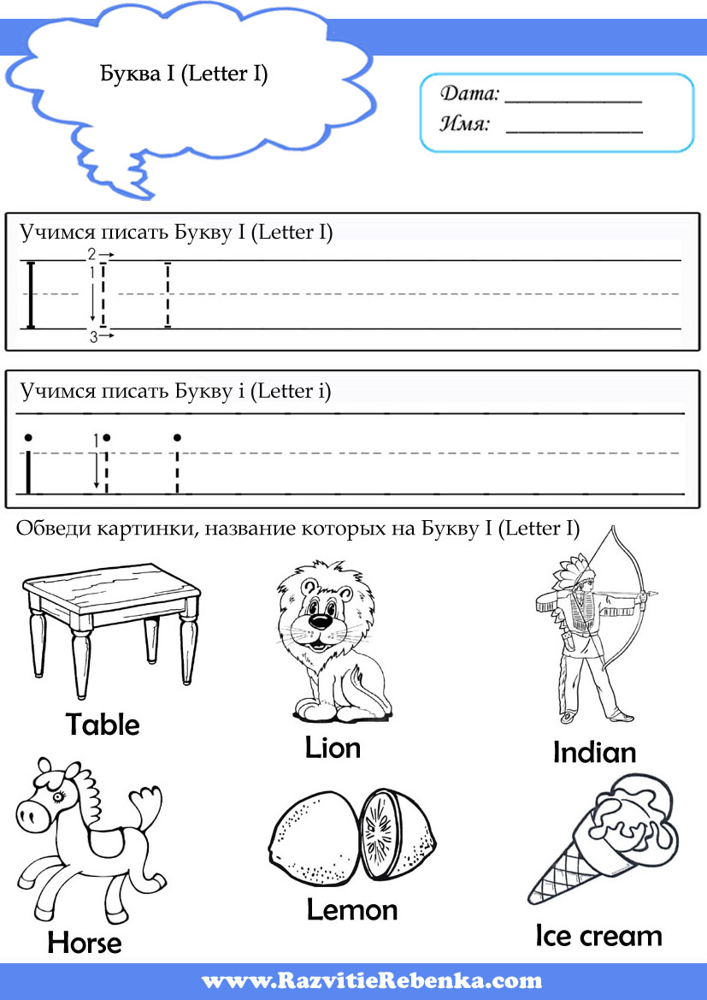 Буква I (Letter I)
Дата: ____________
Имя: ____________
Учимся писать Букву I (Letter I)
2
I 1 I I
3
Учимся писать Букву i (Letter i)
i 1 i i
Обведи картинки, название которых на Букву I (Letter I)
Table
Lion
Indian
Horse
Lemon
Ice cream
www.RazvitieRebenka.com